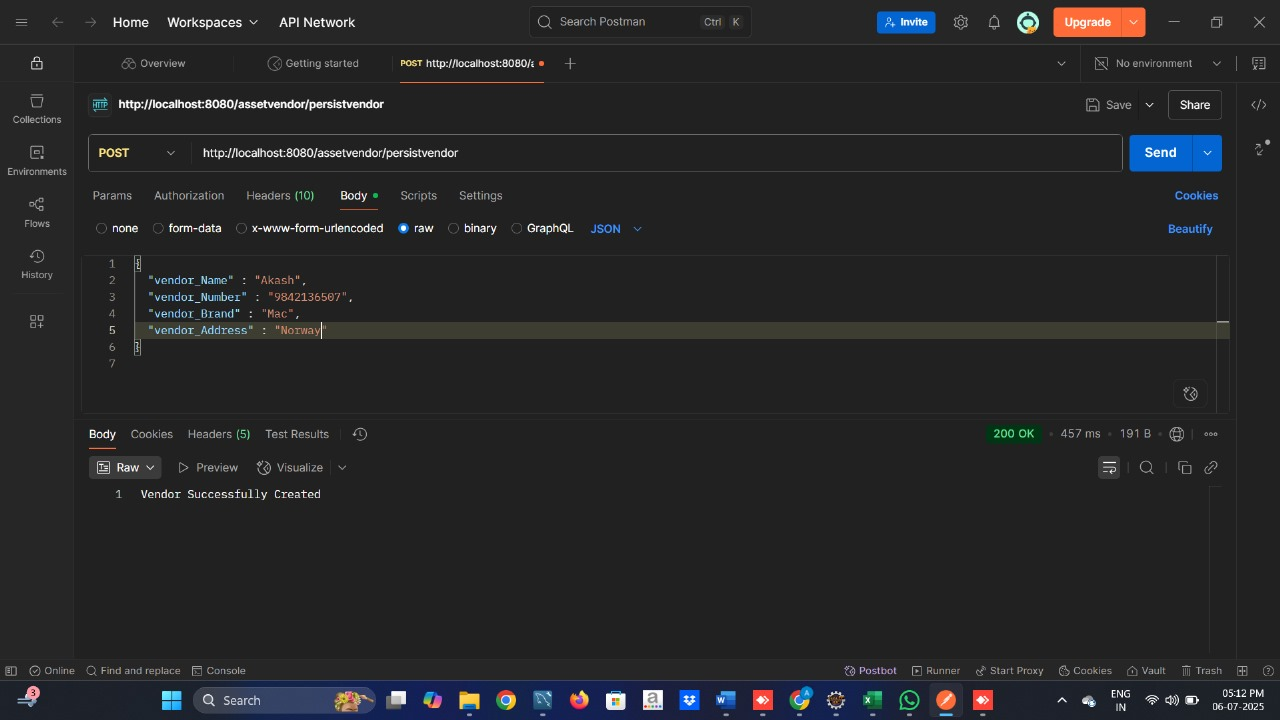 Home Workspaces API Network Search Postman Ctrl K Invite Upgrade
Overview Getting started POST http://localhost:8080/a No environment
HTTP http://localhost:8080/assetvendor/persistvendor Save Share
Collections
POST http://localhost:8080/assetvendor/persistvendor Send
Environments
Params Authorization Headers (10) Body Scripts Settings Cookies
Flows
none form-data x-www-form-urlencoded raw binary GraphQL JSON Beautify
History
1 {
2 "vendor_Name" : "Akash",
3 "vendor_Number" : "9842136507",
4 "vendor_Brand" : "Mac",
5 "vendor_Address" : "Norway"
6 }
7
Body Cookies Headers (5) Test Results 200 OK • 457 ms • 191 B
Raw Preview Visualize
1 Vendor Successfully Created
Online Find and replace Console Postbot Runner Start Proxy Cookies Vault Trash
3 Search ENG 05:12 PM
IN 06-07-2025